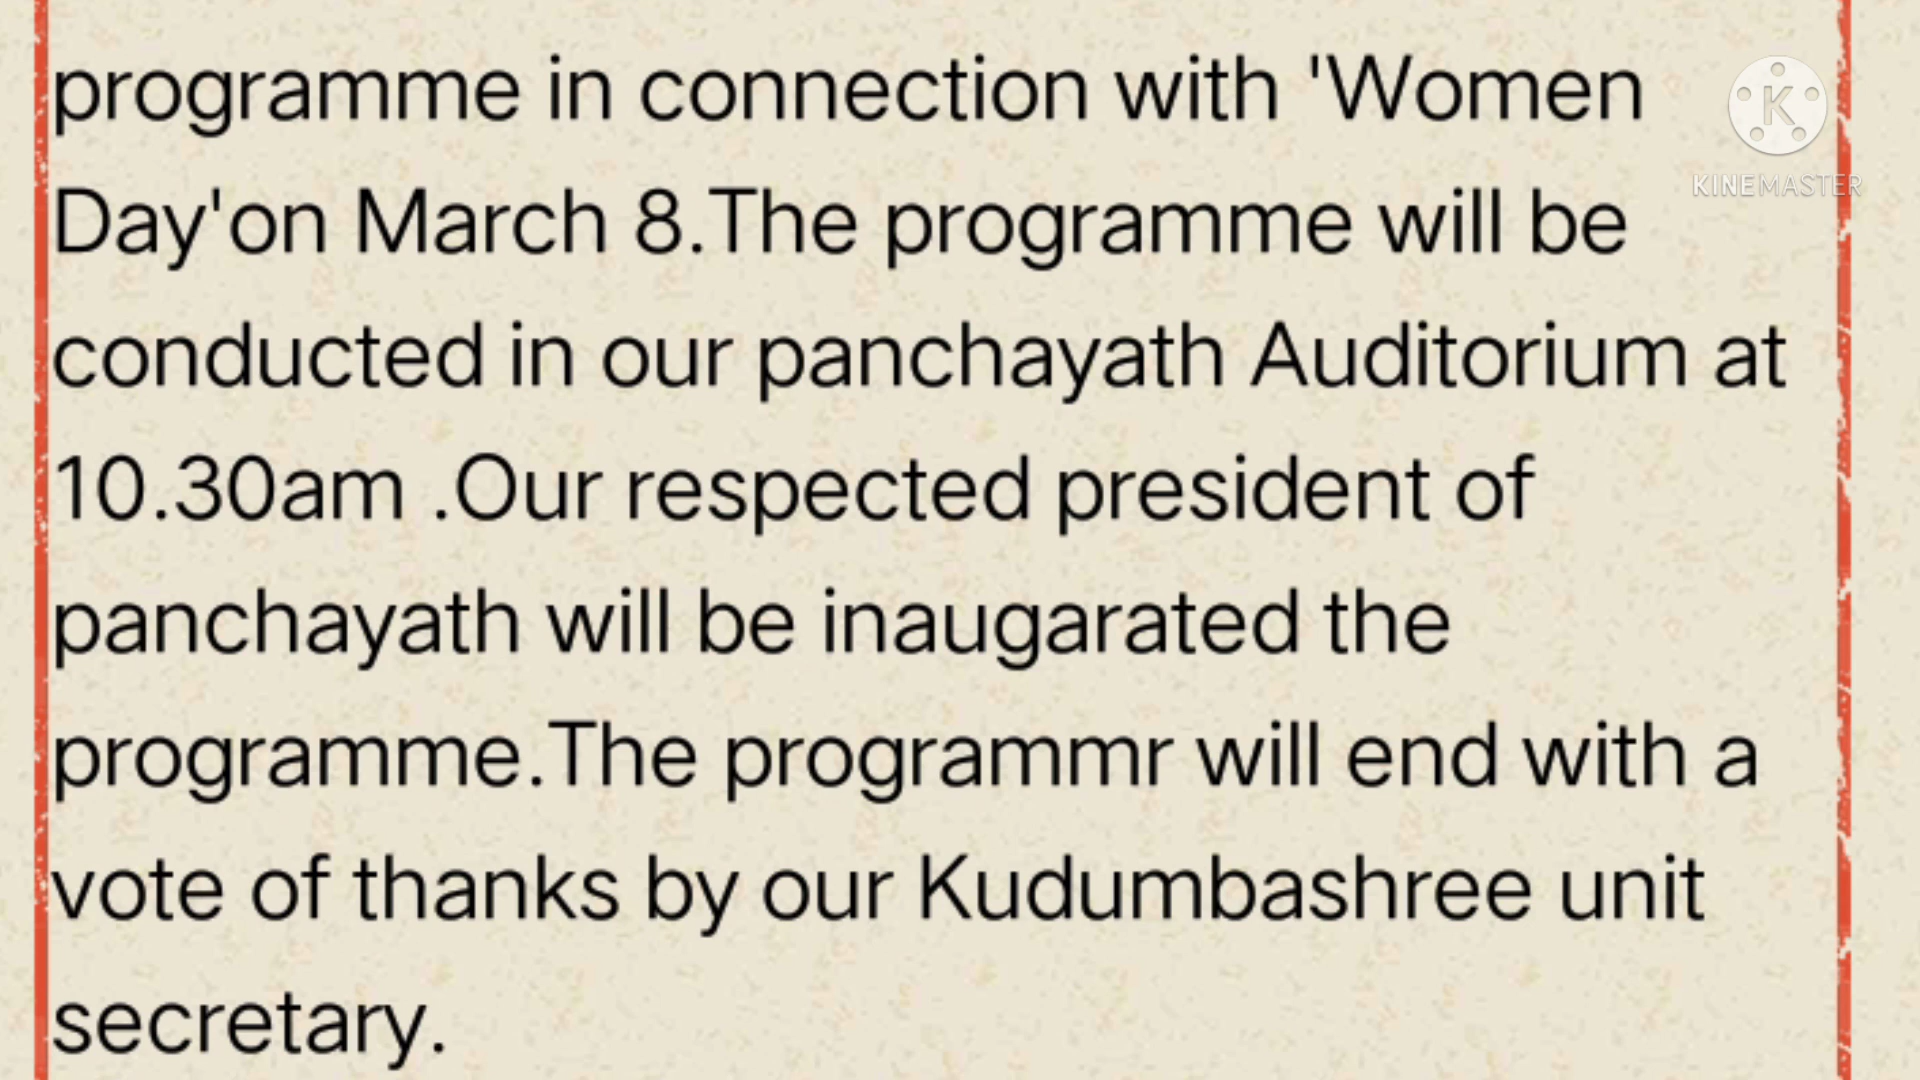 programme in connection with 'Women
Day'on March 8.The programme will be
conducted in our panchayath Auditorium at
10.30am .Our respected president of
panchayath will be inaugarated the
programme.The programmr will end with a
vote of thanks by our Kudumbashree unit
secretary.
K
KINEMASTER